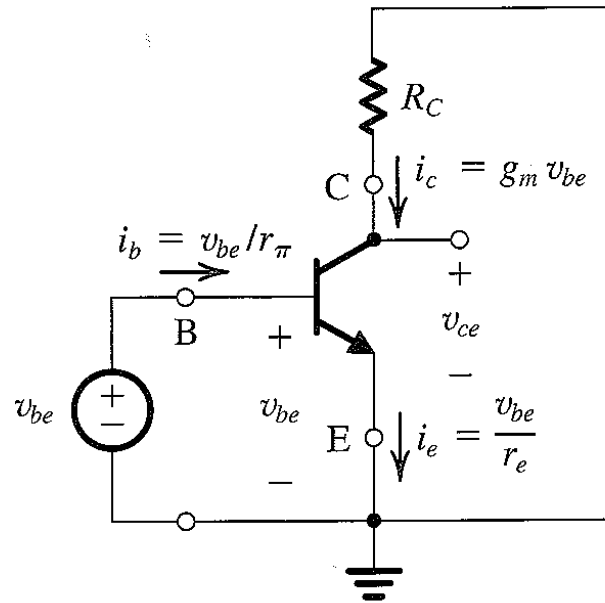 R_C
C
i_c = g_m v_be
i_b = v_be/r_π
+
B
+
v_ce
−
v_be
+
−
v_be
E
i_e = v_be/r_e
−